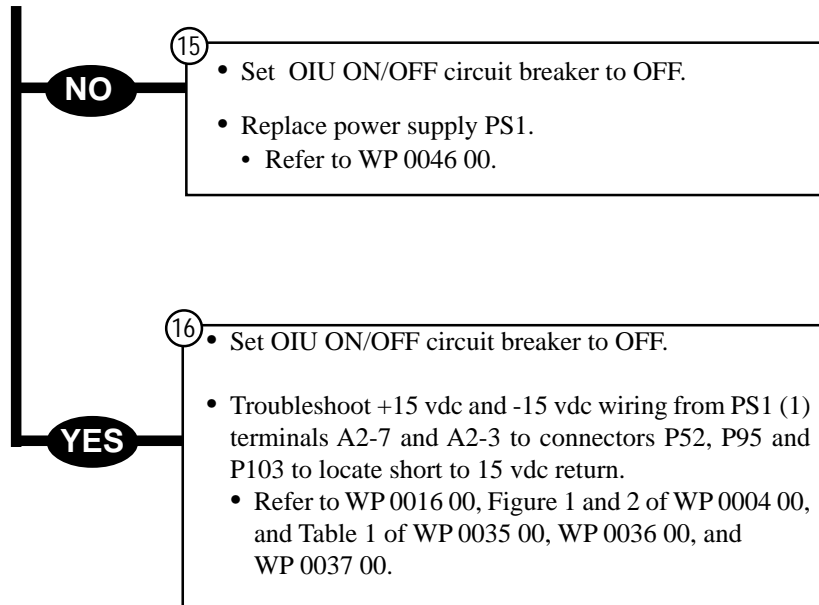 15
• Set OIU ON/OFF circuit breaker to OFF.
NO
• Replace power supply PS1.
• Refer to WP 0046 00.
16
• Set OIU ON/OFF circuit breaker to OFF.
• Troubleshoot +15 vdc and -15 vdc wiring from PS1 (1)
terminals A2-7 and A2-3 to connectors P52, P95 and
YES
P103 to locate short to 15 vdc return.
• Refer to WP 0016 00, Figure 1 and 2 of WP 0004 00,
and Table 1 of WP 0035 00, WP 0036 00, and
WP 0037 00.